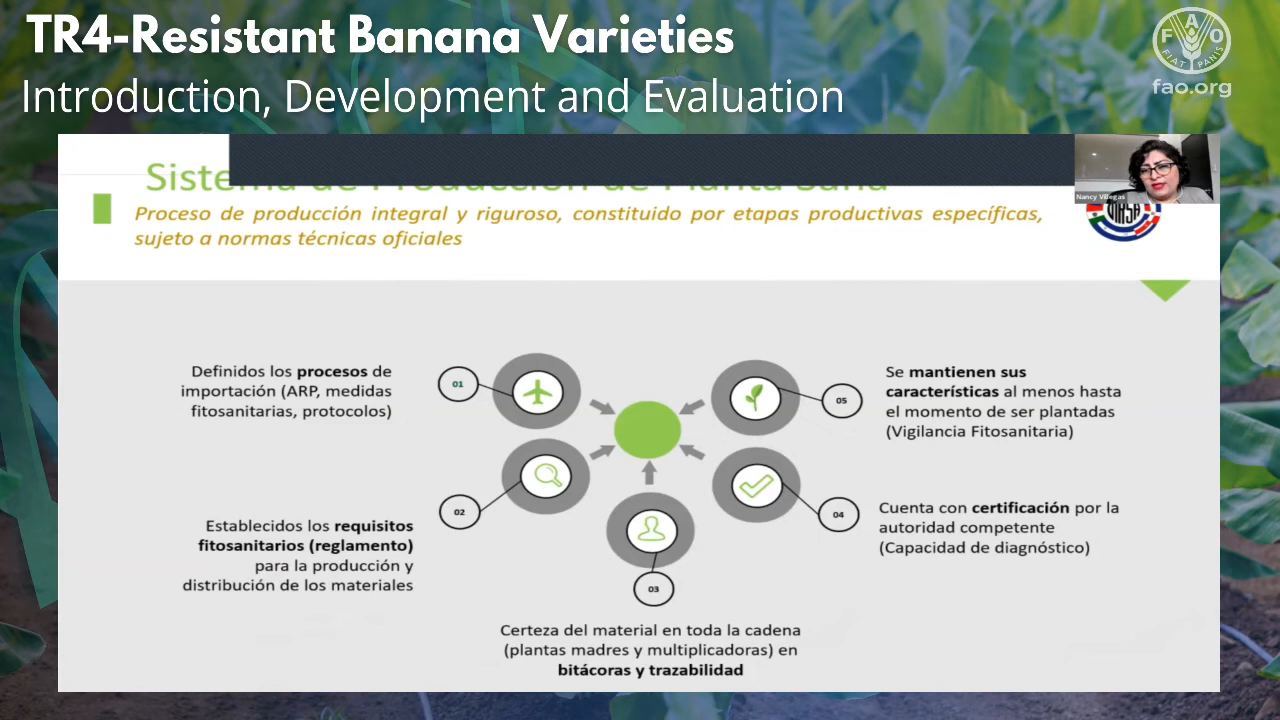 TR4-Resistant Banana Varieties
Introduction, Development and Evaluation
F A O
FIAT PANIS
fao.org
Sistema de Producción de Planta Sana
Nancy Villegas
Proceso de producción integral y riguroso, constituido por etapas productivas específicas,
sujeto a normas técnicas oficiales
Definidos los procesos de
importación (ARP, medidas
fitosanitarias, protocolos)
01
02
Establecidos los requisitos
fitosanitarios (reglamento)
para la producción y
distribución de los materiales
03
Certeza del material en toda la cadena
(plantas madres y multiplicadoras) en
bitácoras y trazabilidad
05
Se mantienen sus
características al menos hasta
el momento de ser plantadas
(Vigilancia Fitosanitaria)
04
Cuenta con certificación por la
autoridad competente
(Capacidad de diagnóstico)